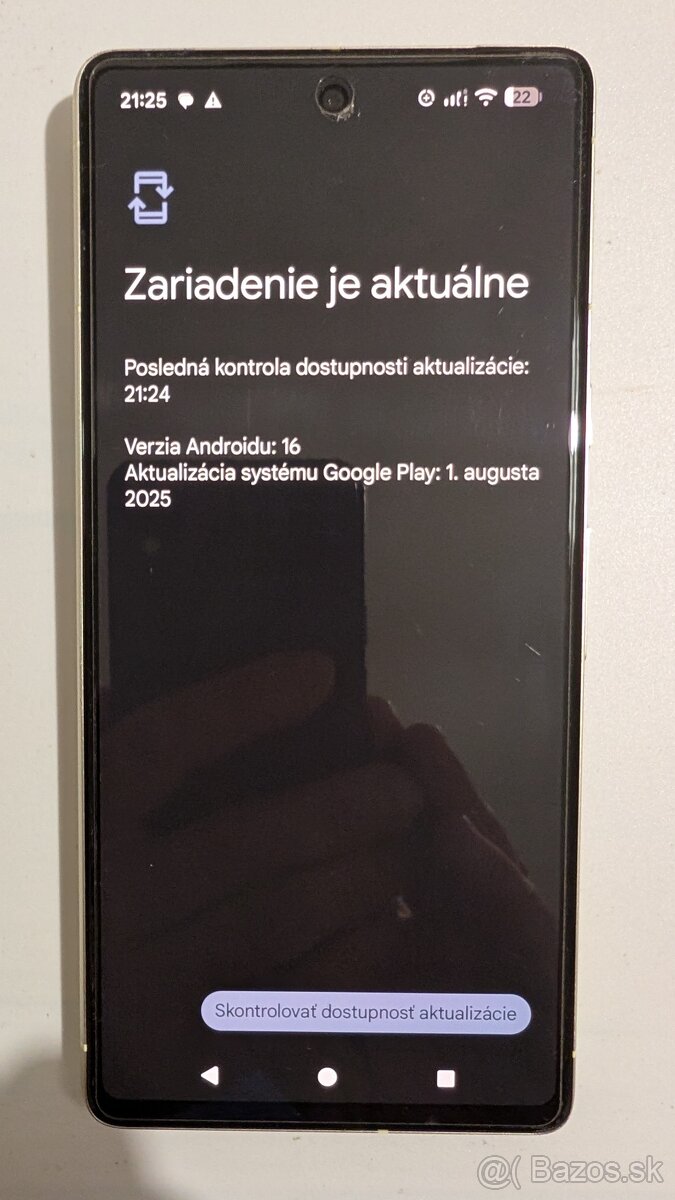 21:25
22
Zariadenie je aktuálne
Posledná kontrola dostupnosti aktualizácie:
21:24
Verzia Androidu: 16
Aktualizácia systému Google Play: 1. augusta
2025
Skontrolovať dostupnosť aktualizácie
@( Bazos.sk